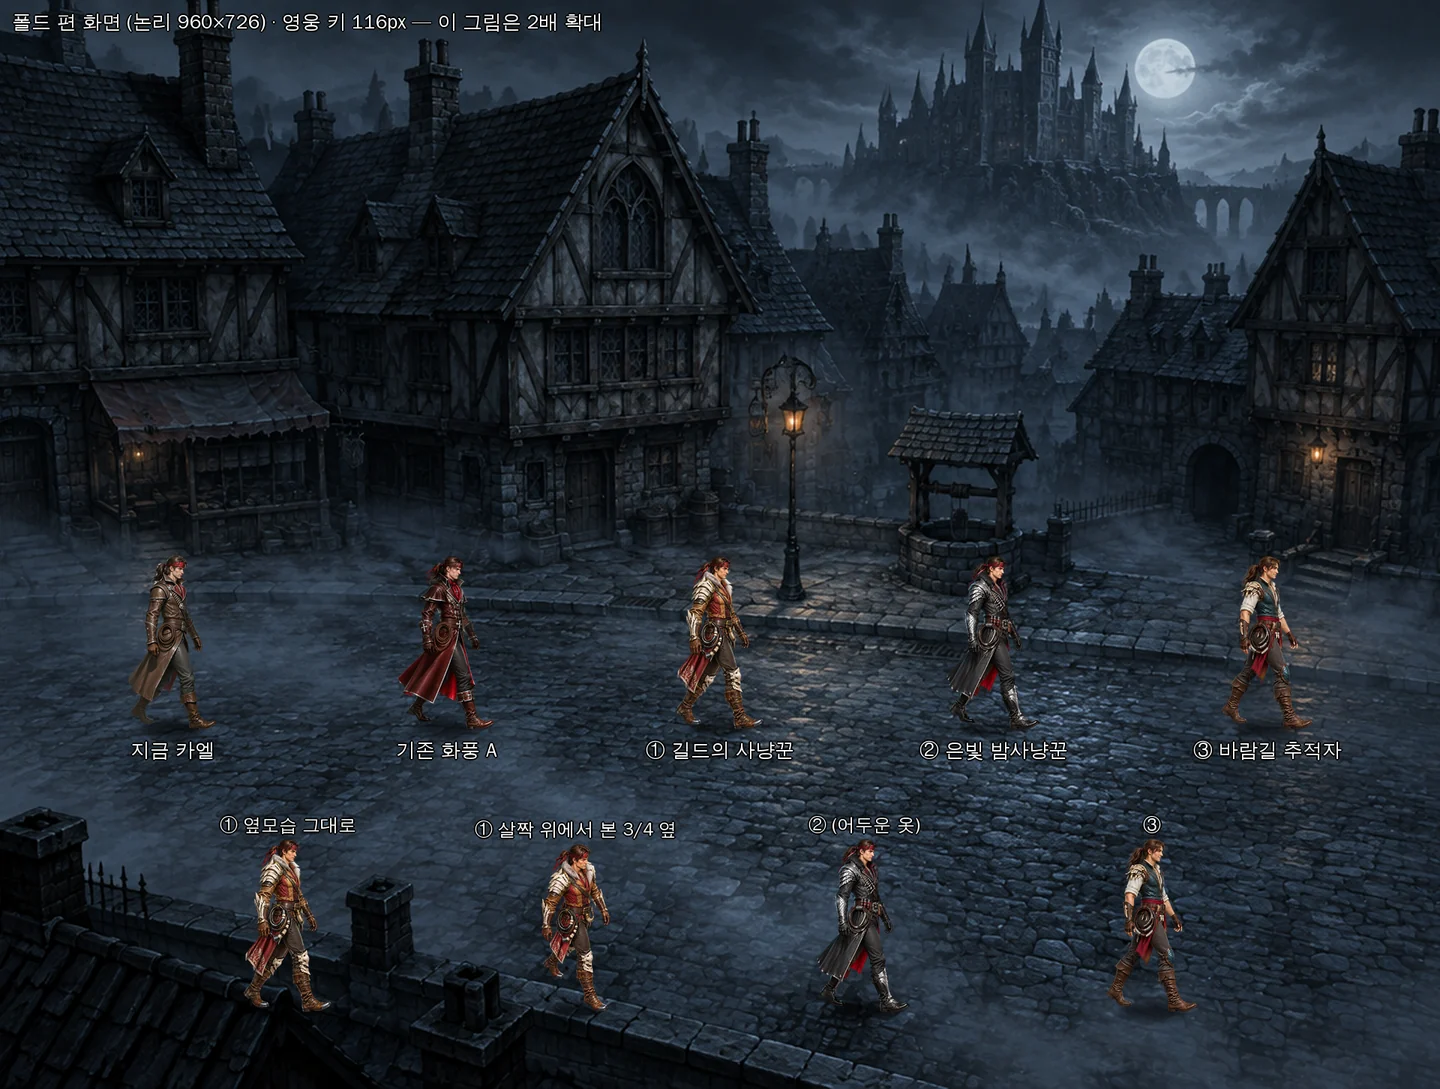 폴드 편 화면 (논리 960×726) · 영웅 키 116px — 이 그림은 2배 확대
지금 카엘
기존 화풍 A
① 길드의 사냥꾼
② 은빛 밤사냥꾼
③ 바람길 추적자
① 옆모습 그대로
① 살짝 위에서 본 3/4 옆
② (어두운 옷)
③